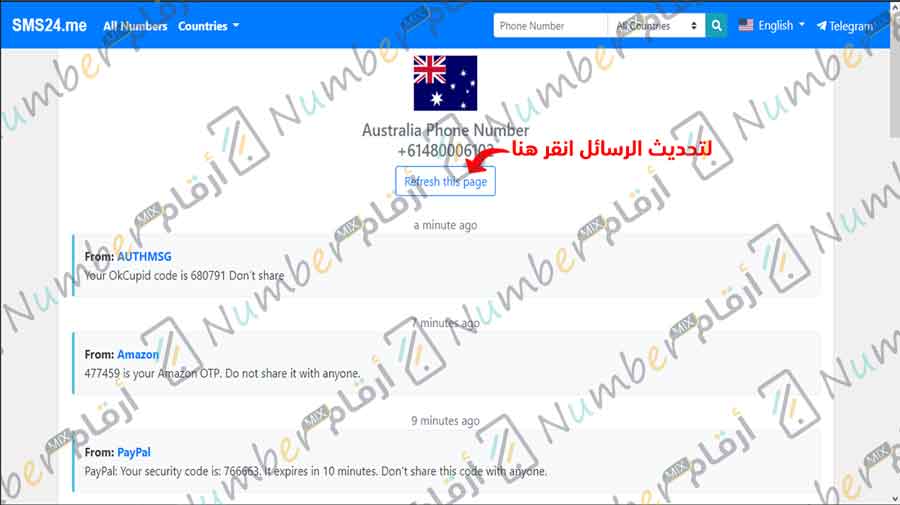 SMS24.me All Numbers Countries Phone Number All Countries English Telegram
Australia Phone Number
+6148000610
لتحديث الرسائل انقر هنا
Refresh this page
a minute ago
From: AUTHMSG
Your OkCupid code is 680791 Don't share
7 minutes ago
From: Amazon
477459 is your Amazon OTP. Do not share it with anyone.
9 minutes ago
From: PayPal
PayPal: Your security code is: 766663. It expires in 10 minutes. Don't share this code with anyone.
Number MIX أرقام